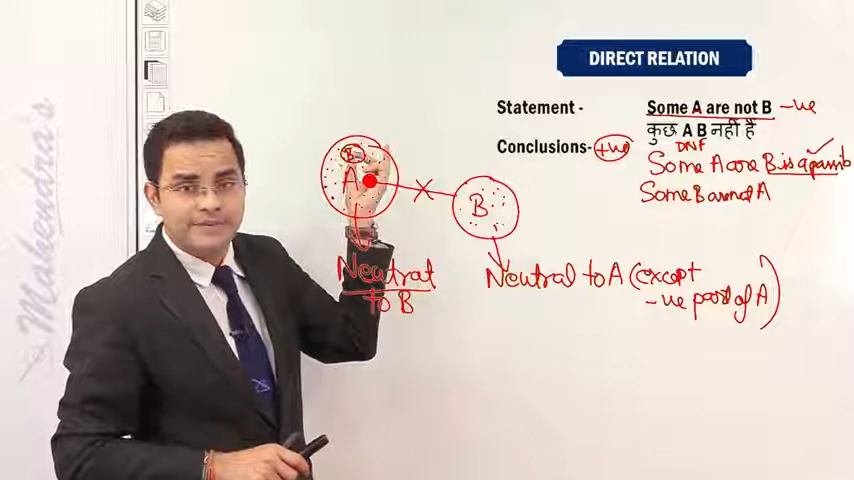 DIRECT RELATION
Statement - Some A are not B -ve
कुछ A B नहीं है
Conclusions- +ve DNF
Some A are B is a possib
Some B are not A
B
A
B
Neutral
to B
Neutral to A (except
-ve part of A)
Mahendra's